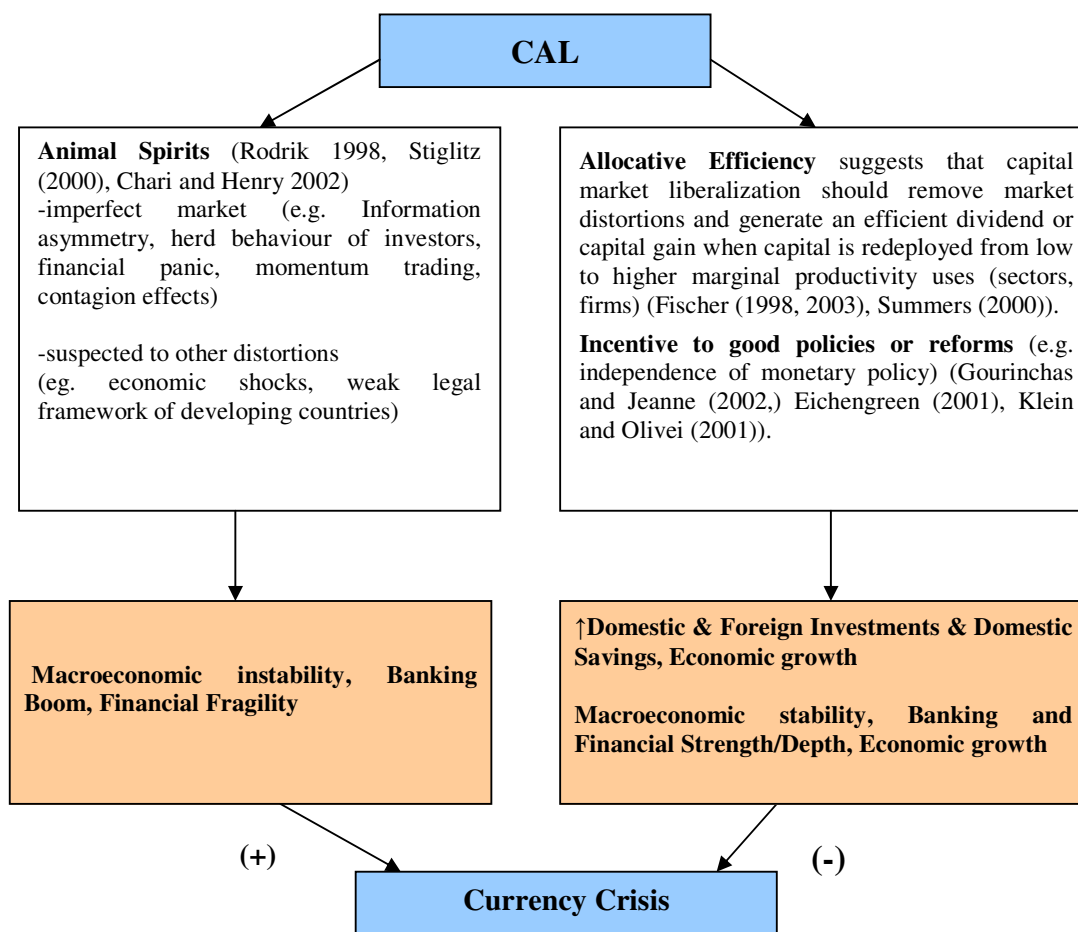 CAL
Animal Spirits (Rodrik 1998, Stiglitz
(2000), Chari and Henry 2002)
-imperfect market (e.g. Information
asymmetry, herd behaviour of investors,
financial panic, momentum trading,
contagion effects)
-suspected to other distortions
(eg. economic shocks, weak legal
framework of developing countries)
Allocative Efficiency suggests that capital
market liberalization should remove market
distortions and generate an efficient dividend or
capital gain when capital is redeployed from low
to higher marginal productivity uses (sectors,
firms) (Fischer (1998, 2003), Summers (2000)).
Incentive to good policies or reforms (e.g.
independence of monetary policy) (Gourinchas
and Jeanne (2002,) Eichengreen (2001), Klein
and Olivei (2001)).
Macroeconomic instability, Banking
Boom, Financial Fragility
↑Domestic & Foreign Investments & Domestic
Savings, Economic growth
Macroeconomic stability, Banking and
Financial Strength/Depth, Economic growth
(+)
(-)
Currency Crisis